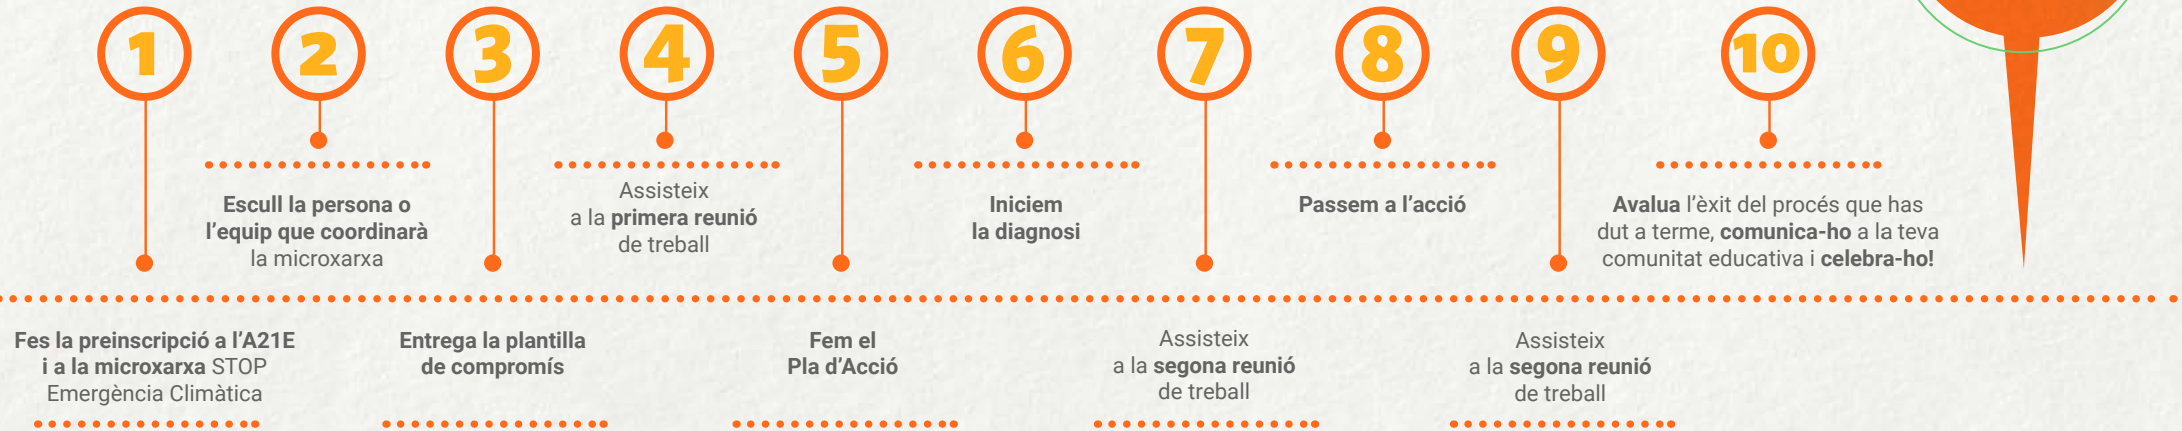 1
Fes la preinscripció a l’A21E
i a la microxarxa STOP
Emergència Climàtica
2
Escull la persona o
l’equip que coordinarà
la microxarxa
3
Entrega la plantilla
de compromís
4
Assisteix
a la primera reunió
de treball
5
Fem el
Pla d’Acció
6
Iniciem
la diagnosi
7
Assisteix
a la segona reunió
de treball
8
Passem a l’acció
9
Assisteix
a la segona reunió
de treball
10
Avalua l’èxit del procés que has
dut a terme, comunica-ho a la teva
comunitat educativa i celebra-ho!